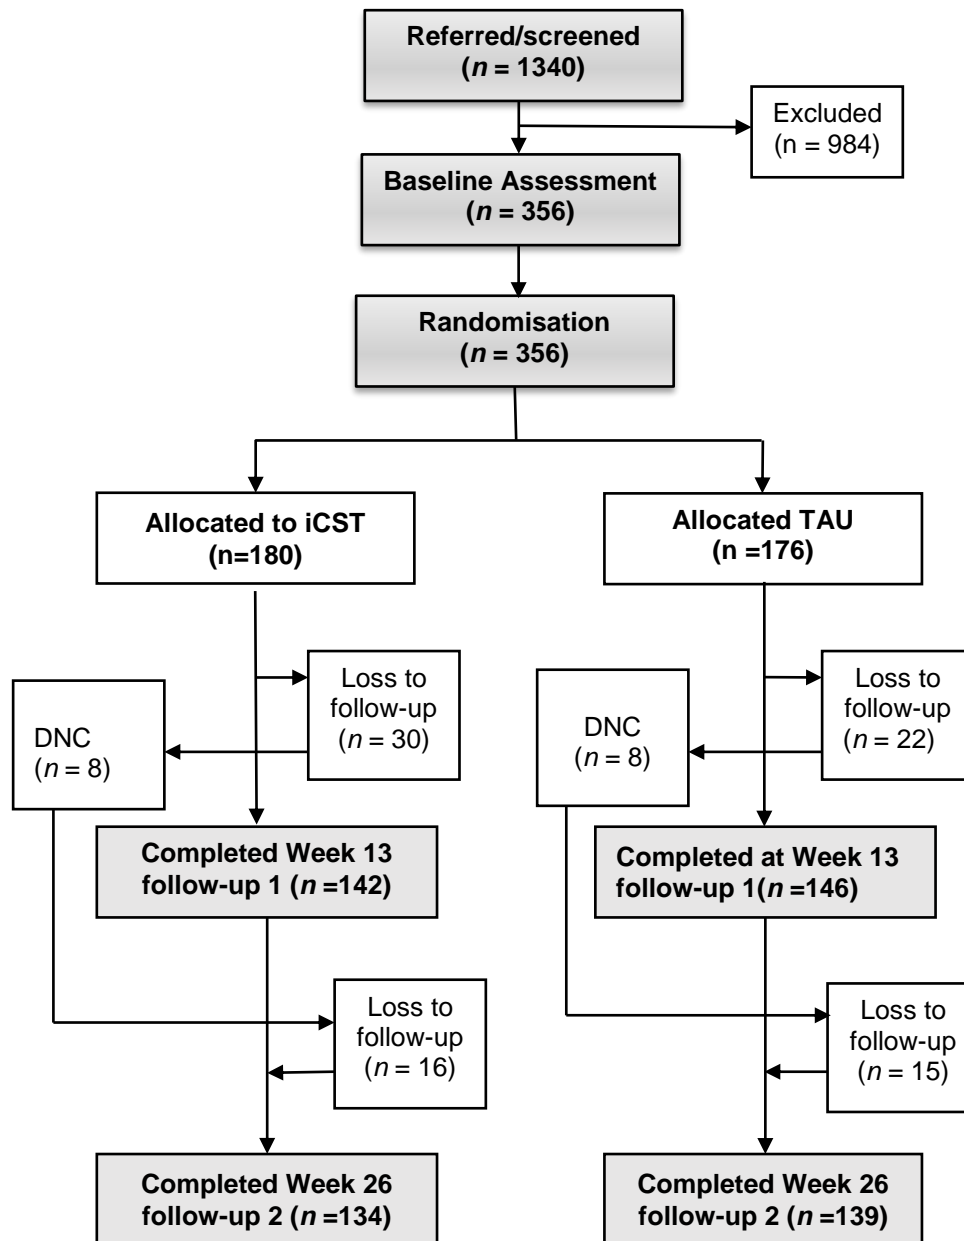 Referred/screened
(n = 1340)
Excluded
(n = 984)
Baseline Assessment
(n = 356)
Randomisation
(n = 356)
Allocated to iCST
(n=180)
Allocated TAU
(n =176)
Loss to
follow-up
(n = 30)
DNC
(n = 8)
Loss to
follow-up
(n = 22)
DNC
(n = 8)
Completed Week 13
follow-up 1 (n =142)
Completed at Week 13
follow-up 1(n =146)
Loss to
follow-up
(n = 16)
Loss to
follow-up
(n = 15)
Completed Week 26
follow-up 2 (n =134)
Completed Week 26
follow-up 2 (n =139)